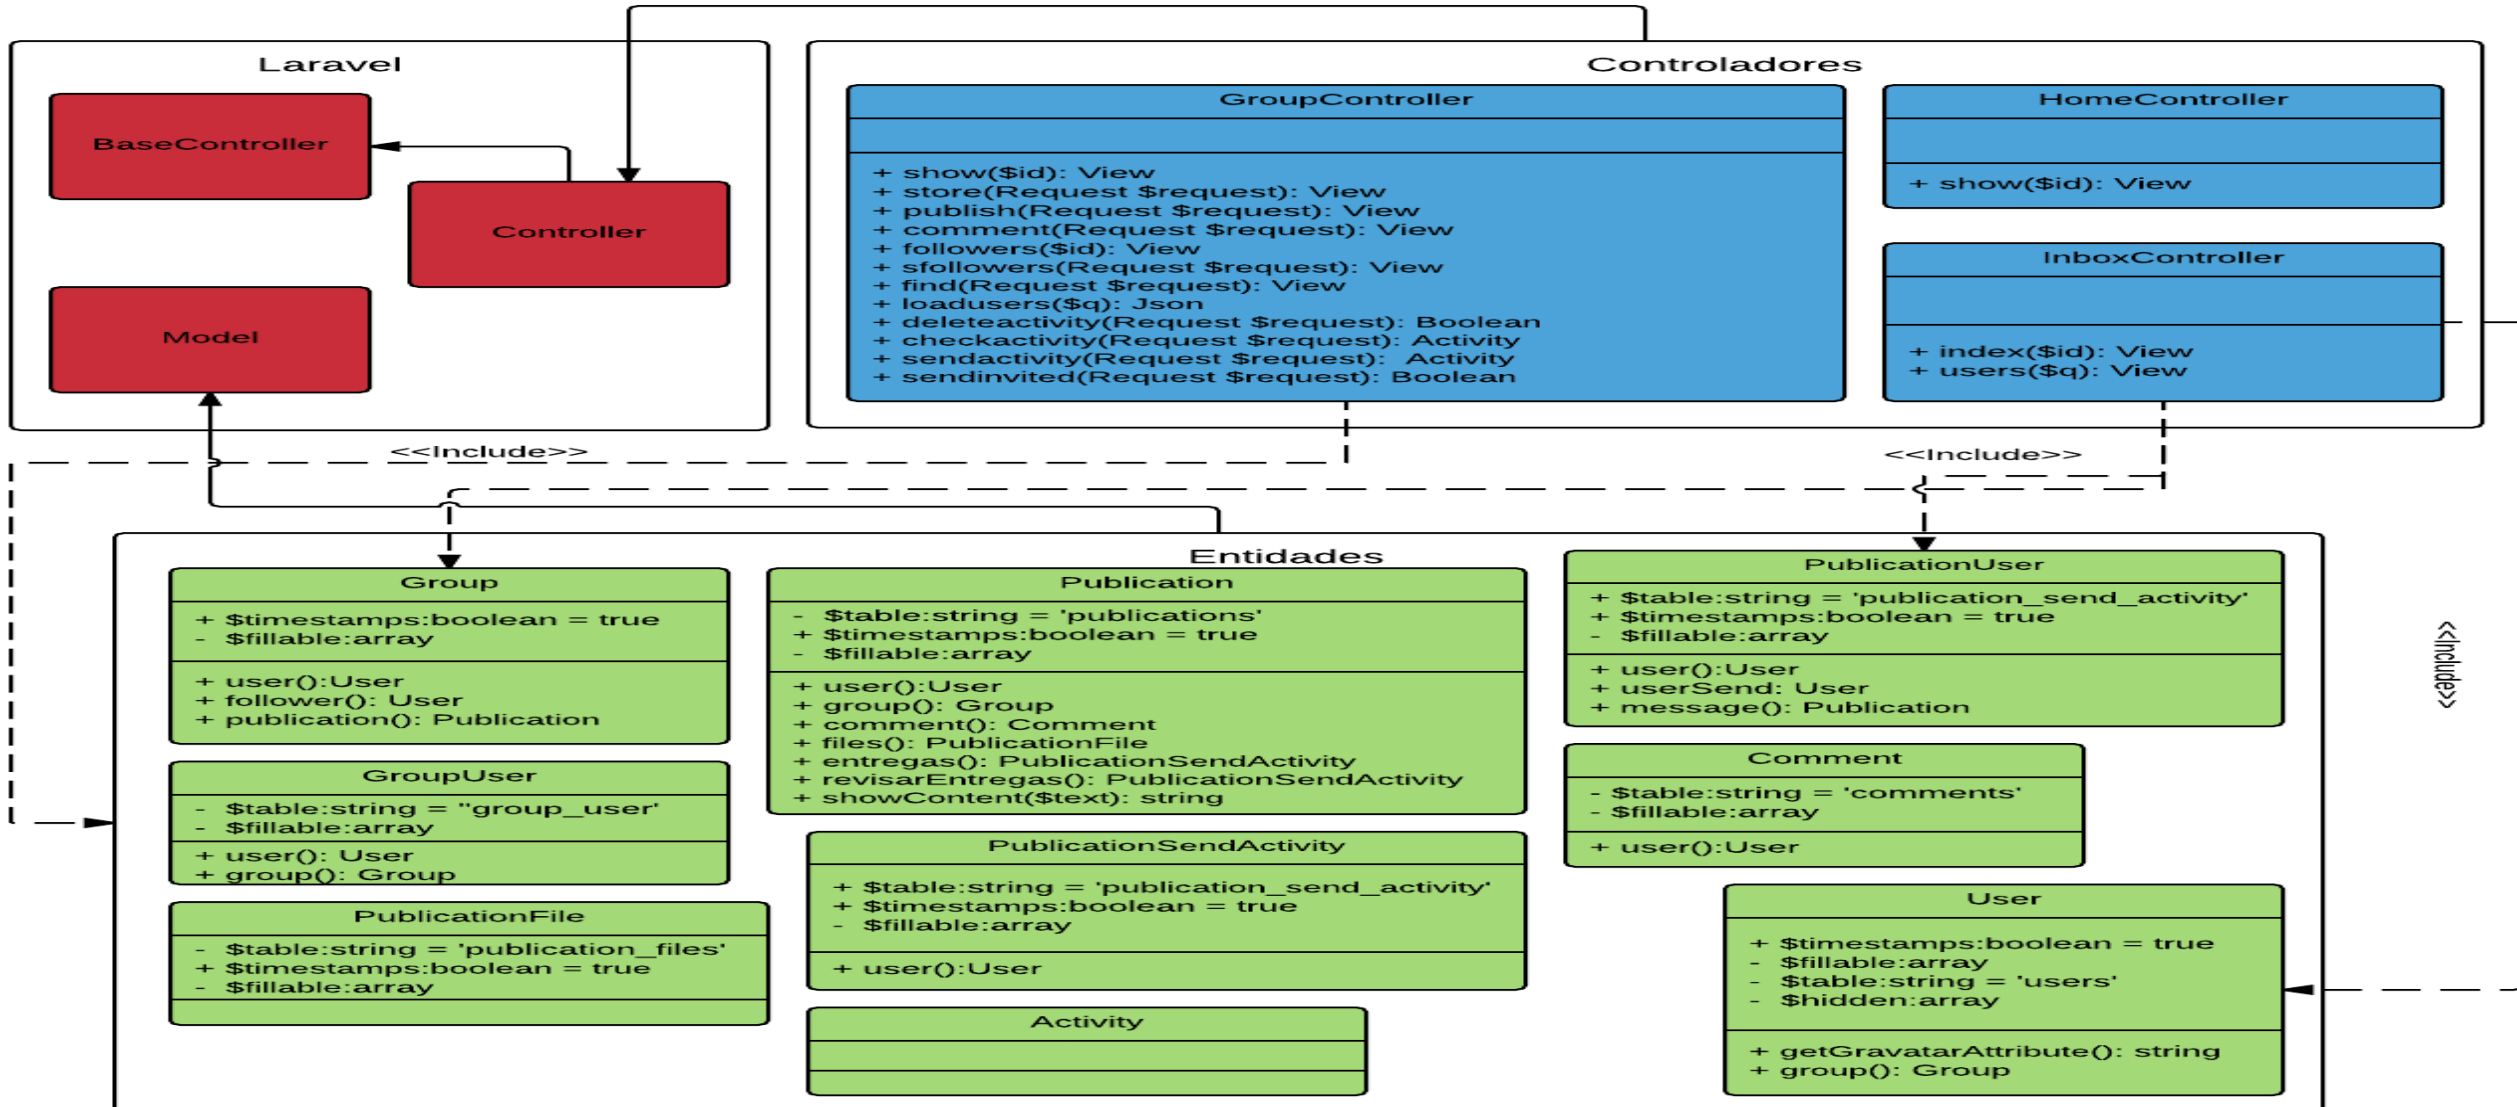 Laravel
BaseController
Controller
Model
Controladores
GroupController
+ show($id): View
+ store(Request $request): View
+ publish(Request $request): View
+ comment(Request $request): View
+ followers($id): View
+ sfollowers(Request $request): View
+ find(Request $request): View
+ loadusers($q): Json
+ deleteactivity(Request $request): Boolean
+ checkactivity(Request $request): Activity
+ sendactivity(Request $request): Activity
+ sendinvited(Request $request): Boolean
HomeController
+ show($id): View
InboxController
+ index($id): View
+ users($q): View
<<Include>>
<<Include>>
<<Include>>
Entidades
Group
+ $timestamps:boolean = true
- $fillable:array
+ user():User
+ follower(): User
+ publication(): Publication
GroupUser
- $table:string = "group_user'
- $fillable:array
+ user(): User
+ group(): Group
PublicationFile
- $table:string = 'publication_files'
+ $timestamps:boolean = true
- $fillable:array
Publication
- $table:string = 'publications'
+ $timestamps:boolean = true
- $fillable:array
+ user():User
+ group(): Group
+ comment(): Comment
+ files(): PublicationFile
+ entregas(): PublicationSendActivity
+ revisarEntregas(): PublicationSendActivity
+ showContent($text): string
PublicationSendActivity
+ $table:string = 'publication_send_activity'
+ $timestamps:boolean = true
- $fillable:array
+ user():User
Activity
PublicationUser
+ $table:string = 'publication_send_activity'
+ $timestamps:boolean = true
- $fillable:array
+ user():User
+ userSend: User
+ message(): Publication
Comment
- $table:string = 'comments'
- $fillable:array
+ user():User
User
+ $timestamps:boolean = true
- $fillable:array
- $table:string = 'users'
- $hidden:array
+ getGravatarAttribute(): string
+ group(): Group